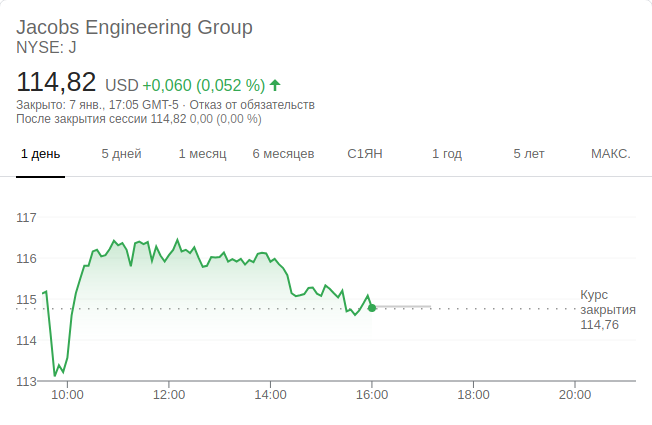 Jacobs Engineering Group
NYSE: J
114,82 USD +0,060 (0,052 %)
Закрыто: 7 янв., 17:05 GMT-5 · Отказ от обязательств
После закрытия сессии 114,82 0,00 (0,00 %)
1 день 5 дней 1 месяц 6 месяцев С1ЯН 1 год 5 лет МАКС.
117
116
115
114
113
Курс
закрытия
114,76
10:00 12:00 14:00 16:00 18:00 20:00